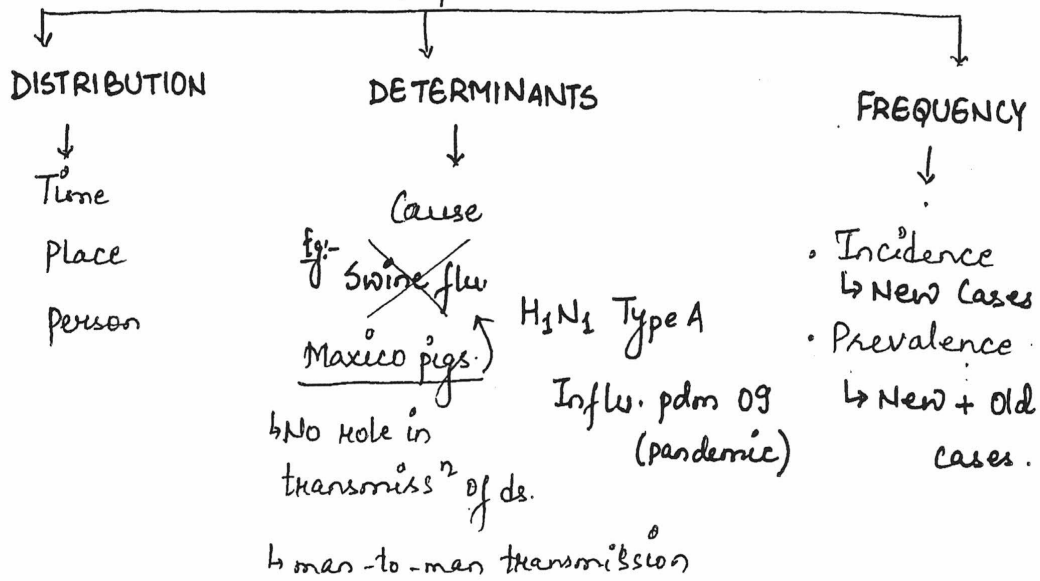 DISTRIBUTION
Time
Place
Person
DETERMINANTS
Cause
Eg:-
Swine flu
Maxico pigs.
↳ No role in
transmissⁿ of ds.
↳ man-to-man transmission
H1N1 Type A
Influ. pdm 09
(pandemic)
FREQUENCY
• Incidence
↳ New Cases
• Prevalence
↳ New + Old
cases.